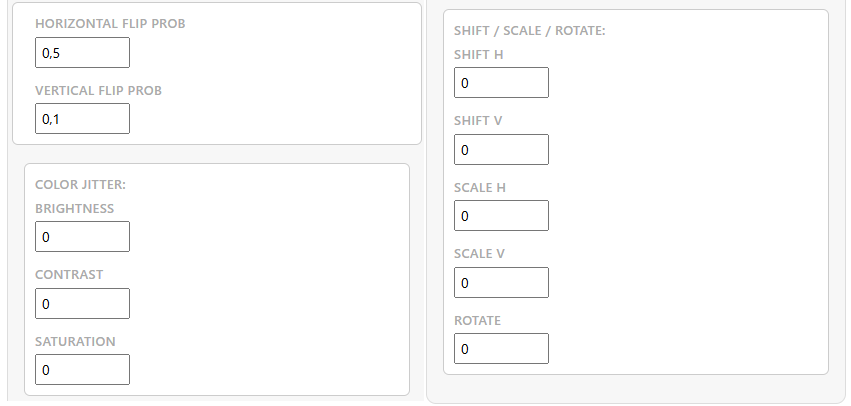 HORIZONTAL FLIP PROB
0,5
VERTICAL FLIP PROB
0,1
COLOR JITTER:
BRIGHTNESS
0
CONTRAST
0
SATURATION
0
SHIFT / SCALE / ROTATE:
SHIFT H
0
SHIFT V
0
SCALE H
0
SCALE V
0
ROTATE
0